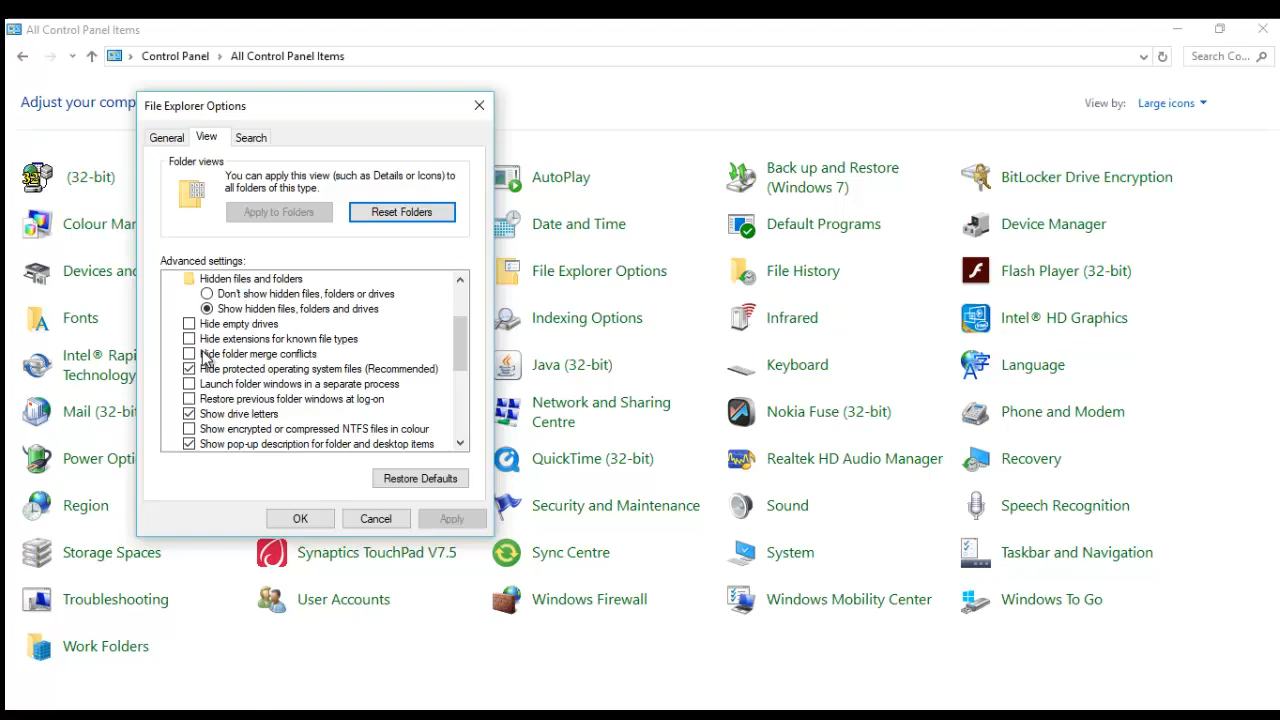 All Control Panel Items
Control Panel
All Control Panel Items
Search Co...
Adjust your comp
View by:
Large icons
File Explorer Options
General
View
Search
Folder views
You can apply this view (such as Details or Icons) to
all folders of this type.
Apply to Folders
Reset Folders
Advanced settings:
Hidden files and folders
Don't show hidden files, folders or drives
Show hidden files, folders and drives
Hide empty drives
Hide extensions for known file types
Hide folder merge conflicts
Hide protected operating system files (Recommended)
Launch folder windows in a separate process
Restore previous folder windows at log-on
Show drive letters
Show encrypted or compressed NTFS files in colour
Show pop-up description for folder and desktop items
Restore Defaults
OK
Cancel
Apply
(32-bit)
AutoPlay
Back up and Restore
(Windows 7)
BitLocker Drive Encryption
Colour Mar
Date and Time
Default Programs
Device Manager
Devices and
File Explorer Options
File History
Flash Player (32-bit)
Fonts
Indexing Options
Infrared
Intel® HD Graphics
Intel® Rap
Technology
Java (32-bit)
Keyboard
Language
Mail (32-bit
Network and Sharing
Centre
Nokia Fuse (32-bit)
Phone and Modem
Power Opti
QuickTime (32-bit)
Realtek HD Audio Manager
Recovery
Region
Security and Maintenance
Sound
Speech Recognition
Storage Spaces
Synaptics TouchPad V7.5
Sync Centre
System
Taskbar and Navigation
Troubleshooting
User Accounts
Windows Firewall
Windows Mobility Center
Windows To Go
Work Folders